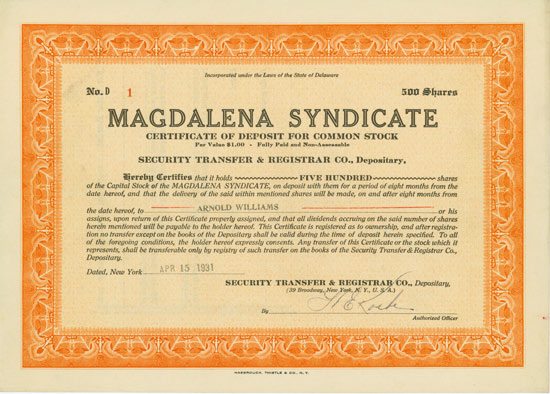 Incorporated under the Laws of the State of Delaware
No. D 1 500 Shares
MAGDALENA SYNDICATE
CERTIFICATE OF DEPOSIT FOR COMMON STOCK
Par Value $1.00 - Fully Paid and Non-Assessable
SECURITY TRANSFER & REGISTRAR CO., Depositary,
Hereby Certifies that it holds FIVE HUNDRED shares
of the Capital Stock of the MAGDALENA SYNDICATE, on deposit with them for a period of eight months from the
date hereof, and that the delivery of the said within mentioned shares will be made, on and after eight months from
the date hereof, to ARNOLD WILLIAMS or his
assigns, upon return of this Certificate properly assigned, and that all dividends accruing on the said number of shares
herein mentioned will be payable to the holder hereof. This Certificate is registered as to ownership, and after registra-
tion no transfer except on the books of the Depositary shall be valid during the time of deposit herein specified. To all
of the foregoing conditions, the holder hereof expressly consents. Any transfer of this Certificate or the stock which it
represents, shall be transferable only by registry of such transfer on the books of the Security Transfer & Registrar Co.,
Depositary.
Dated, New York APR 15 1931
SECURITY TRANSFER & REGISTRAR CO., Depositary,
(39 Broadway, New York, N. Y., U. S. A.)
By
Authorized Officer
HASBROUCK, THISTLE & CO., N. Y.